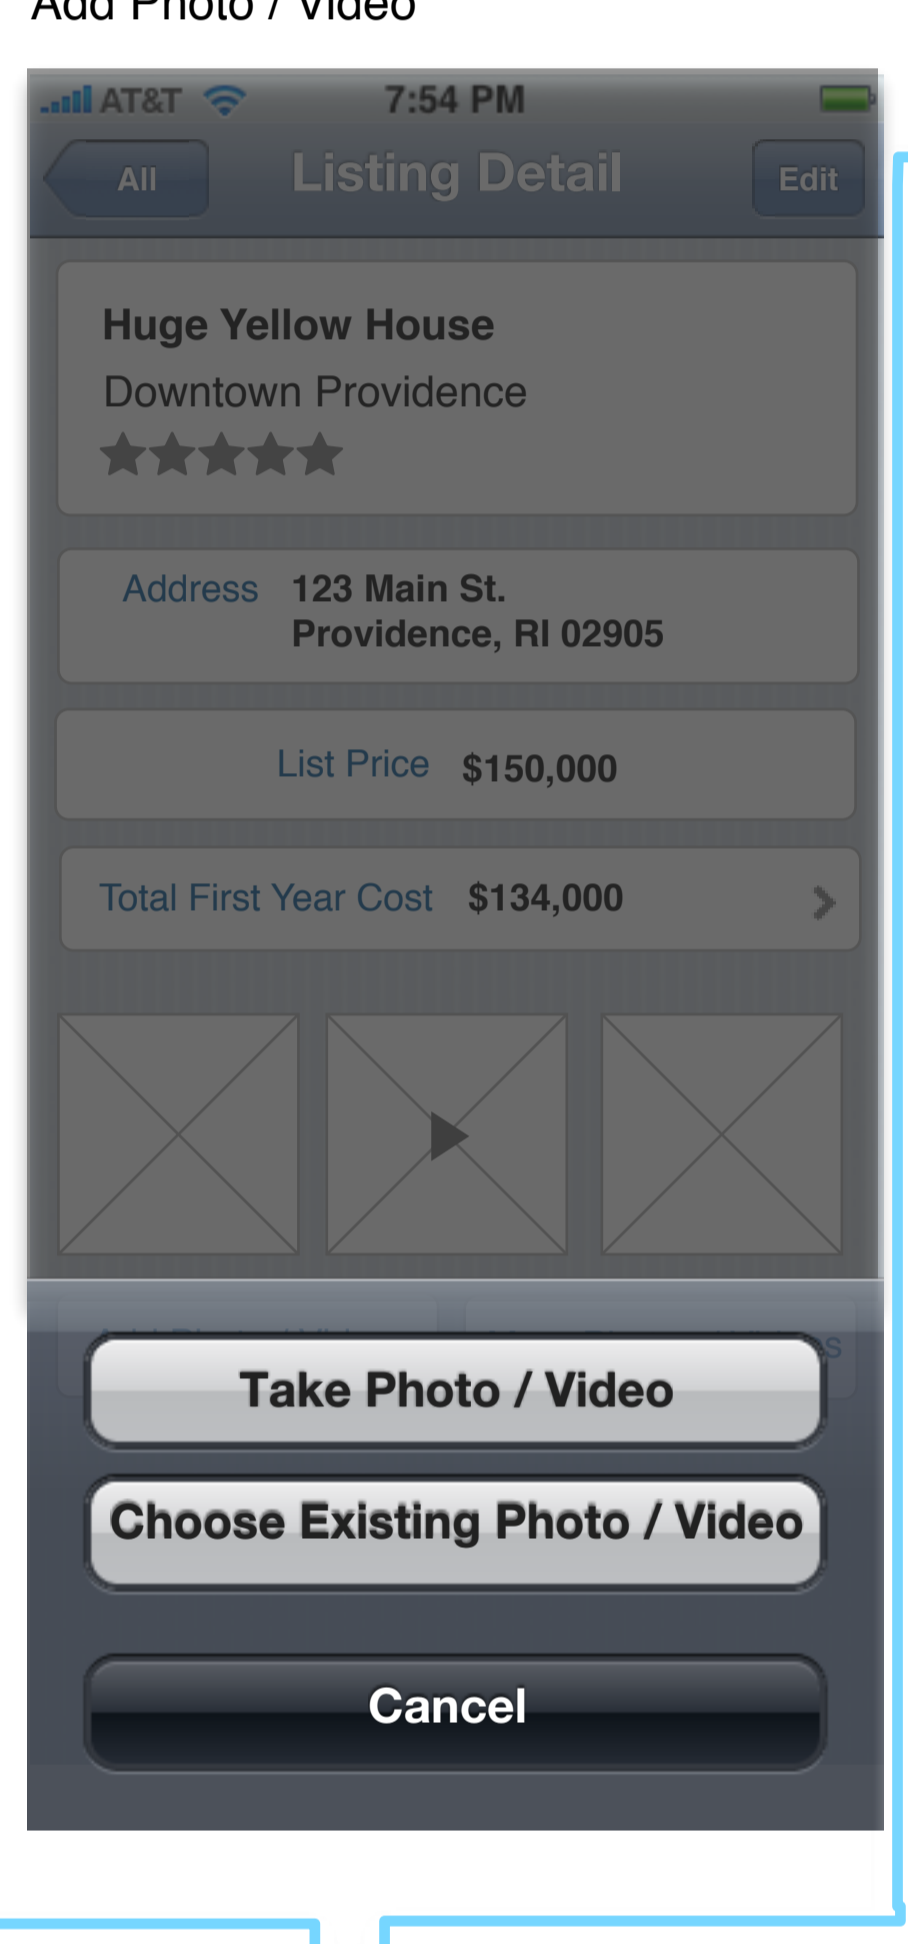 Add Photo / Video
AT&T 7:54 PM
All Listing Detail Edit
Huge Yellow House
Downtown Providence
Address 123 Main St.
Providence, RI 02905
List Price $150,000
Total First Year Cost $134,000
Take Photo / Video
Choose Existing Photo / Video
Cancel